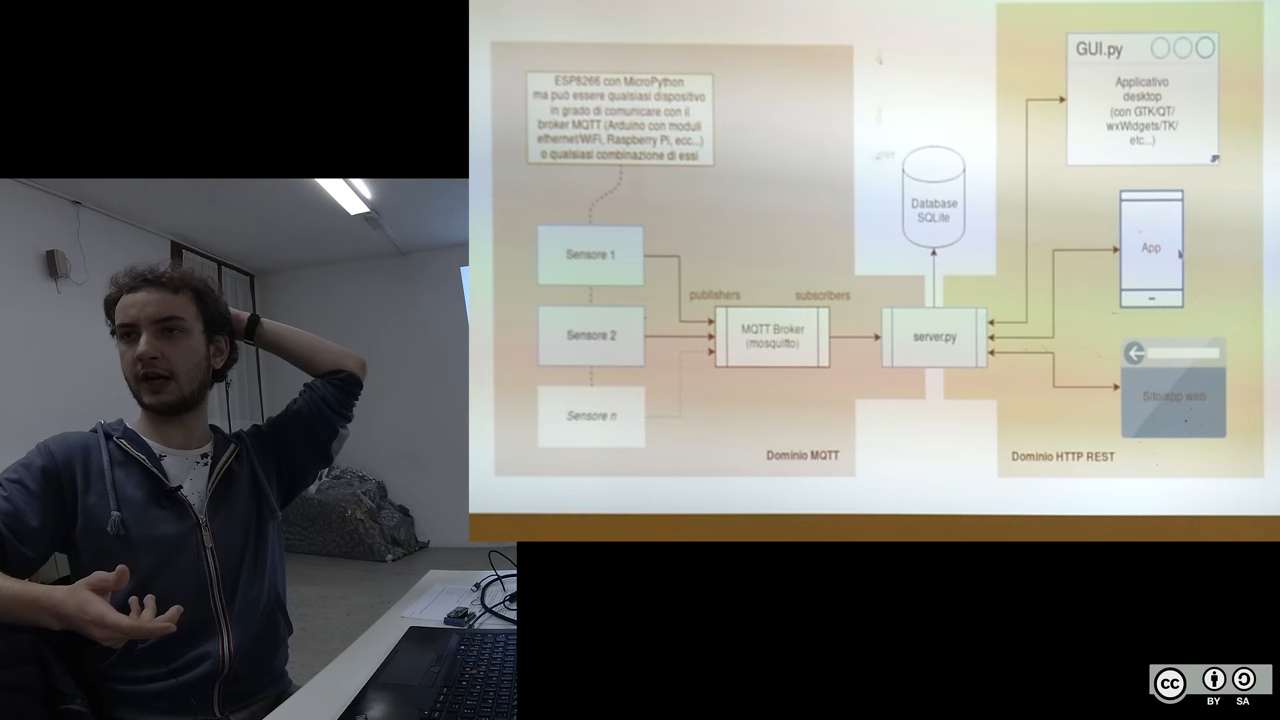 ESP8266 con MicroPython
ma può essere qualsiasi dispositivo
in grado di comunicare con il
broker MQTT (Arduino con moduli
ethernet/WiFi, Raspberry Pi, ecc...)
o qualsiasi combinazione di essi
Sensore 1
Sensore 2
Sensore n
publishers
subscribers
MQTT Broker
(mosquitto)
Dominio MQTT
Database
SQLite
server.py
GUI.py
Applicativo
desktop
(con GTK/QT/
wxWidgets/TK/
etc...)
App
Sito/app web
Dominio HTTP REST
cc
BY SA